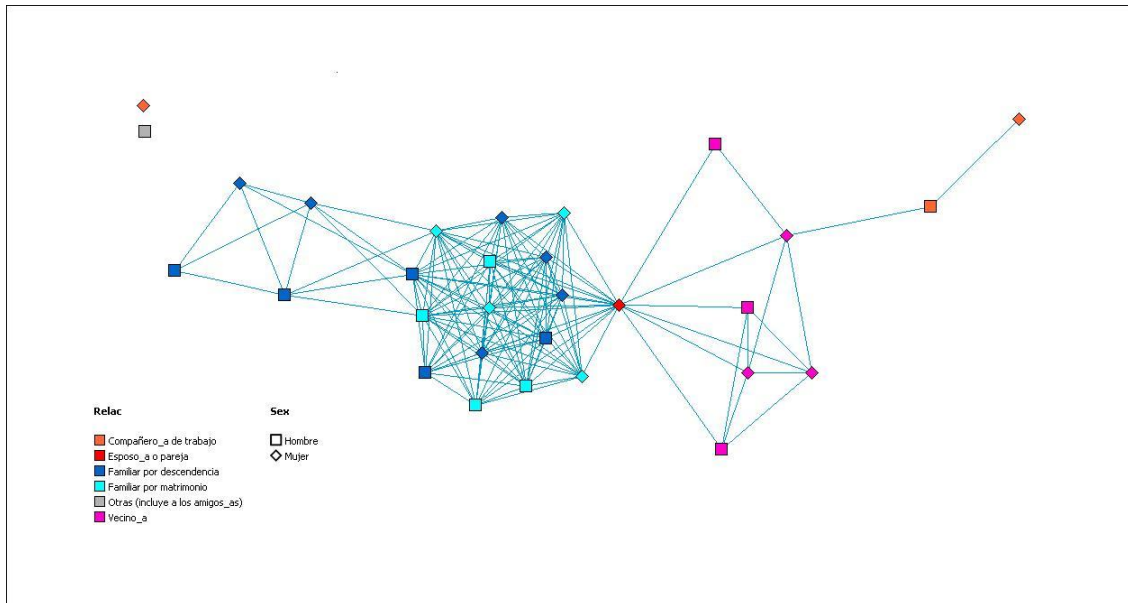 Relac
Compañero_a de trabajo
Esposo_a o pareja
Familiar por descendencia
Familiar por matrimonio
Otras (incluye a los amigos_as)
Vecino_a
Sex
Hombre
Mujer